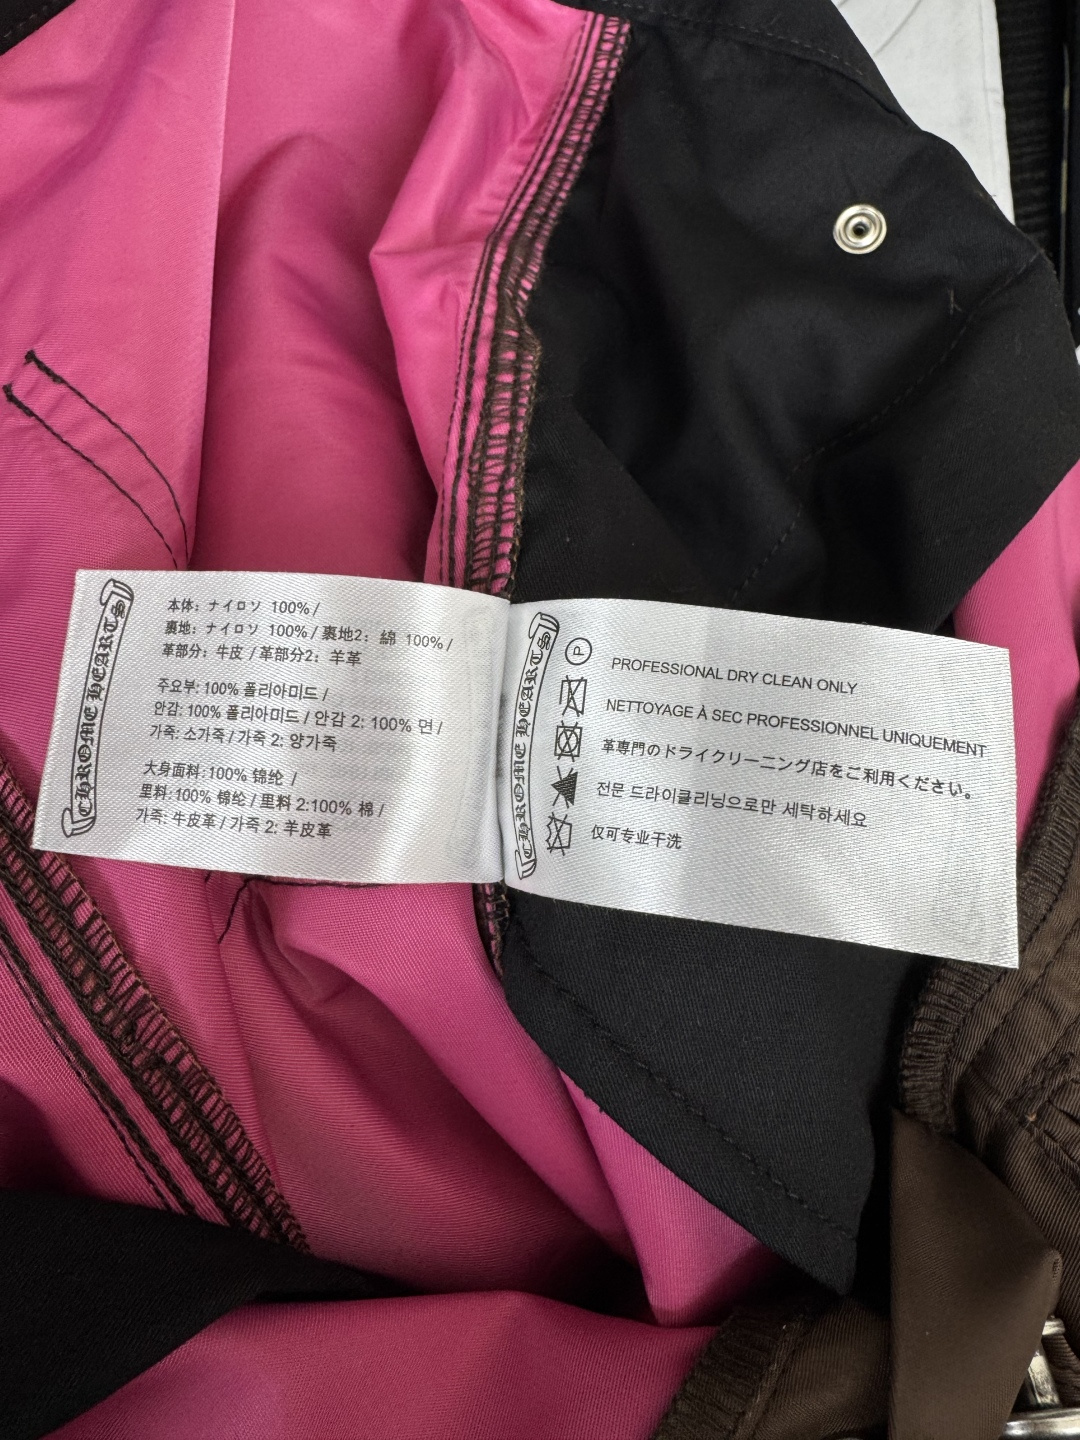 CHROME HEARTS
本体: ナイロソ 100% /
裏地: ナイロソ 100% / 裏地2: 綿 100% /
革部分: 牛皮 / 革部分2: 羊革
주요부: 100% 폴리아미드 /
안감: 100% 폴리아미드 / 안감 2: 100% 면 /
가죽: 소가죽 / 가죽 2: 양가죽
大身面料: 100% 锦纶 /
里料: 100% 锦纶 / 里料 2:100% 棉 /
가죽: 牛皮革 / 가죽 2: 羊皮革
CHROME HEARTS
P
PROFESSIONAL DRY CLEAN ONLY
NETTOYAGE À SEC PROFESSIONNEL UNIQUEMENT
革専門のドライクリーニング店をご利用ください。
전문 드라이클리닝으로만 세탁하세요
仅可专业干洗